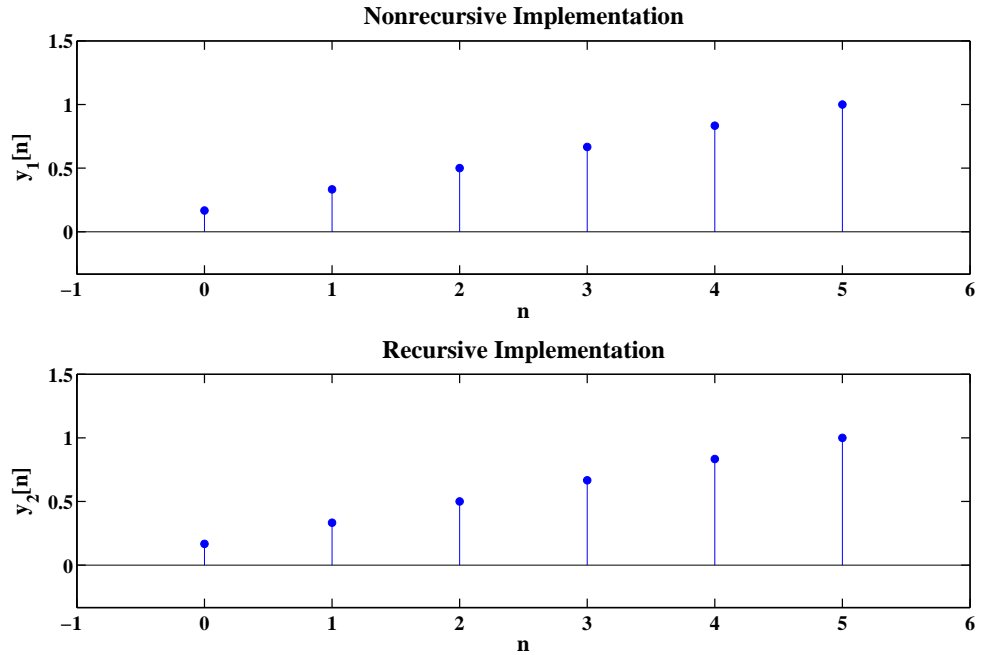 Nonrecursive Implementation
1.5
1
0.5
0
y1[n]
−1 0 1 2 3 4 5 6
n
Recursive Implementation
1.5
1
0.5
0
y2[n]
−1 0 1 2 3 4 5 6
n